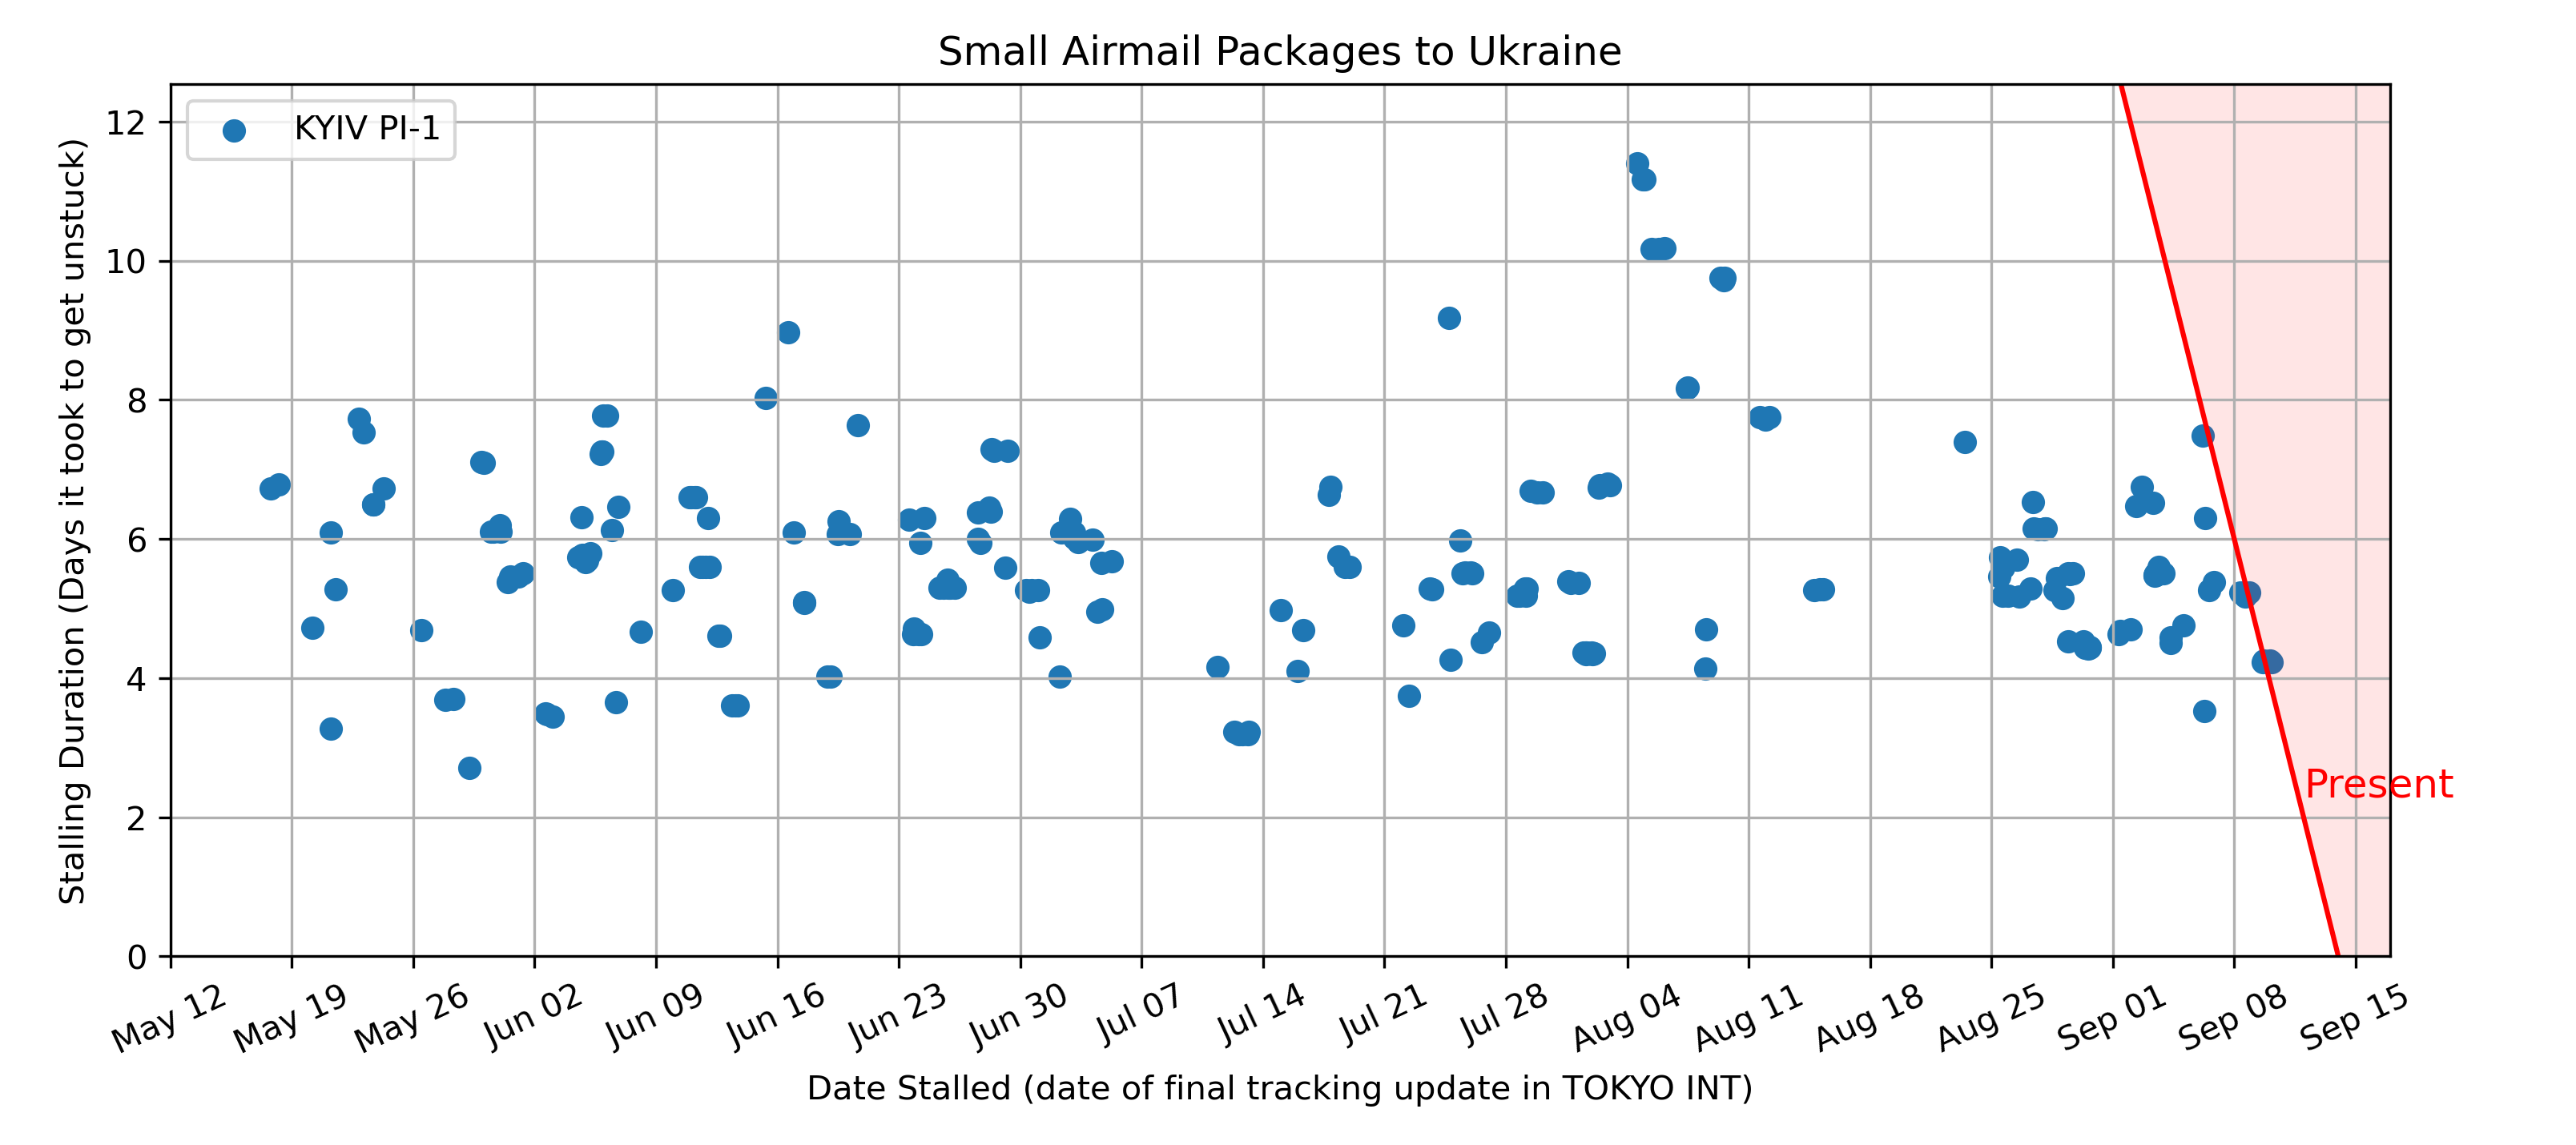 Small Airmail Packages to Ukraine
KYIV PI-1
Stalling Duration (Days it took to get unstuck)
12
10
8
6
4
2
0
Present
May 12
May 19
May 26
Jun 02
Jun 09
Jun 16
Jun 23
Jun 30
Jul 07
Jul 14
Jul 21
Jul 28
Aug 04
Aug 11
Aug 18
Aug 25
Sep 01
Sep 08
Sep 15
Date Stalled (date of final tracking update in TOKYO INT)